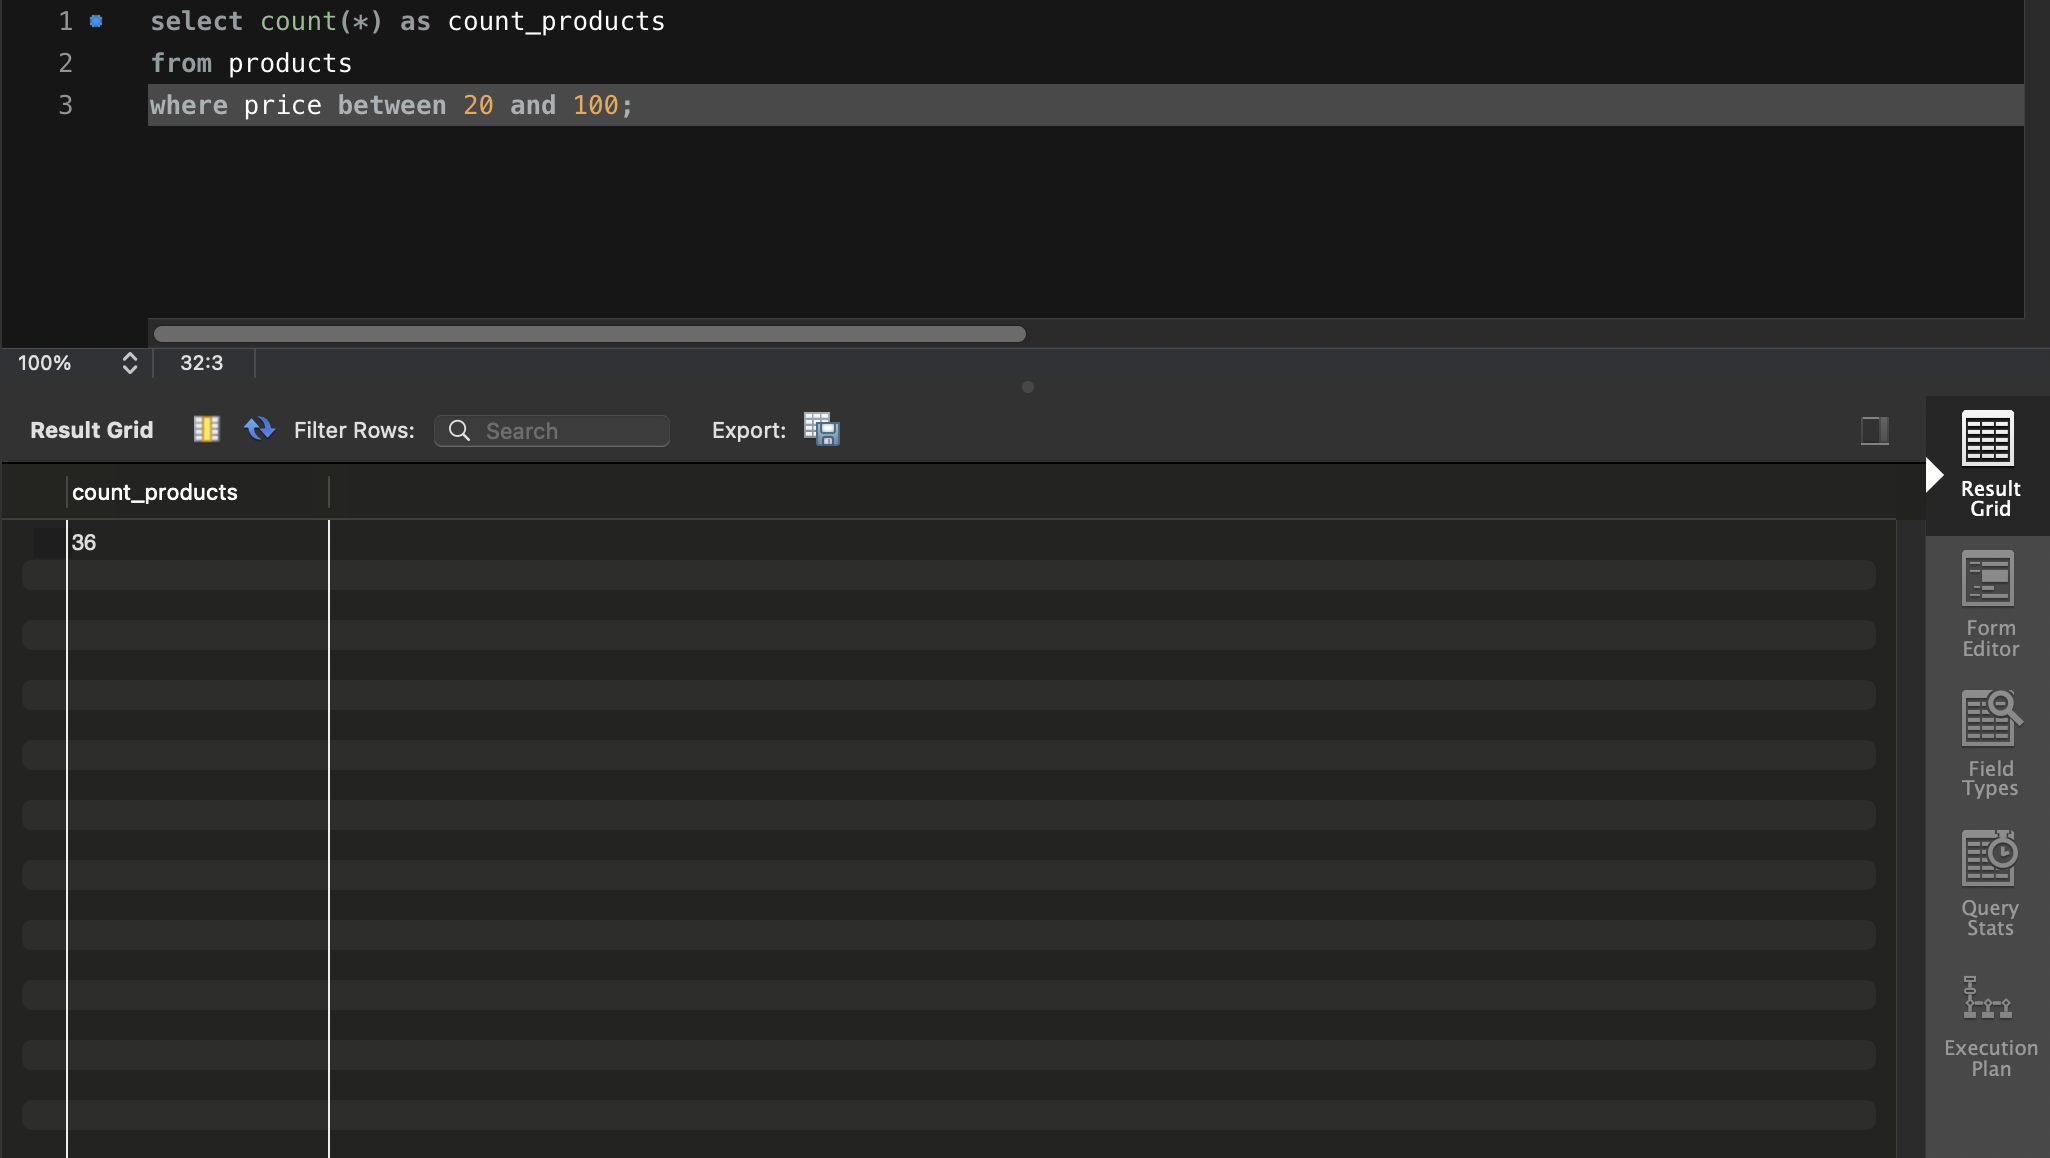 1 select count(*) as count_products
2 from products
3 where price between 20 and 100;
100% 32:3
Result Grid Filter Rows: Search Export:
count_products
36
Result
Grid
Form
Editor
Field
Types
Query
Stats
Execution
Plan